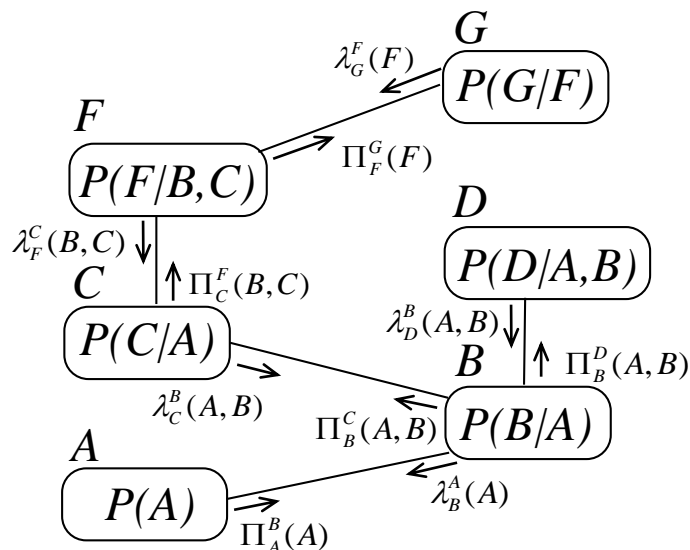 G
λ_G^F(F)
P(G/F)
F
Π_F^G(F)
P(F/B,C)
D
λ_F^C(B,C)
P(D/A,B)
C
Π_C^F(B,C)
λ_D^B(A,B)
P(C/A)
B
Π_B^D(A,B)
λ_C^B(A,B)
Π_B^C(A,B)
P(B/A)
A
λ_B^A(A)
P(A)
Π_A^B(A)